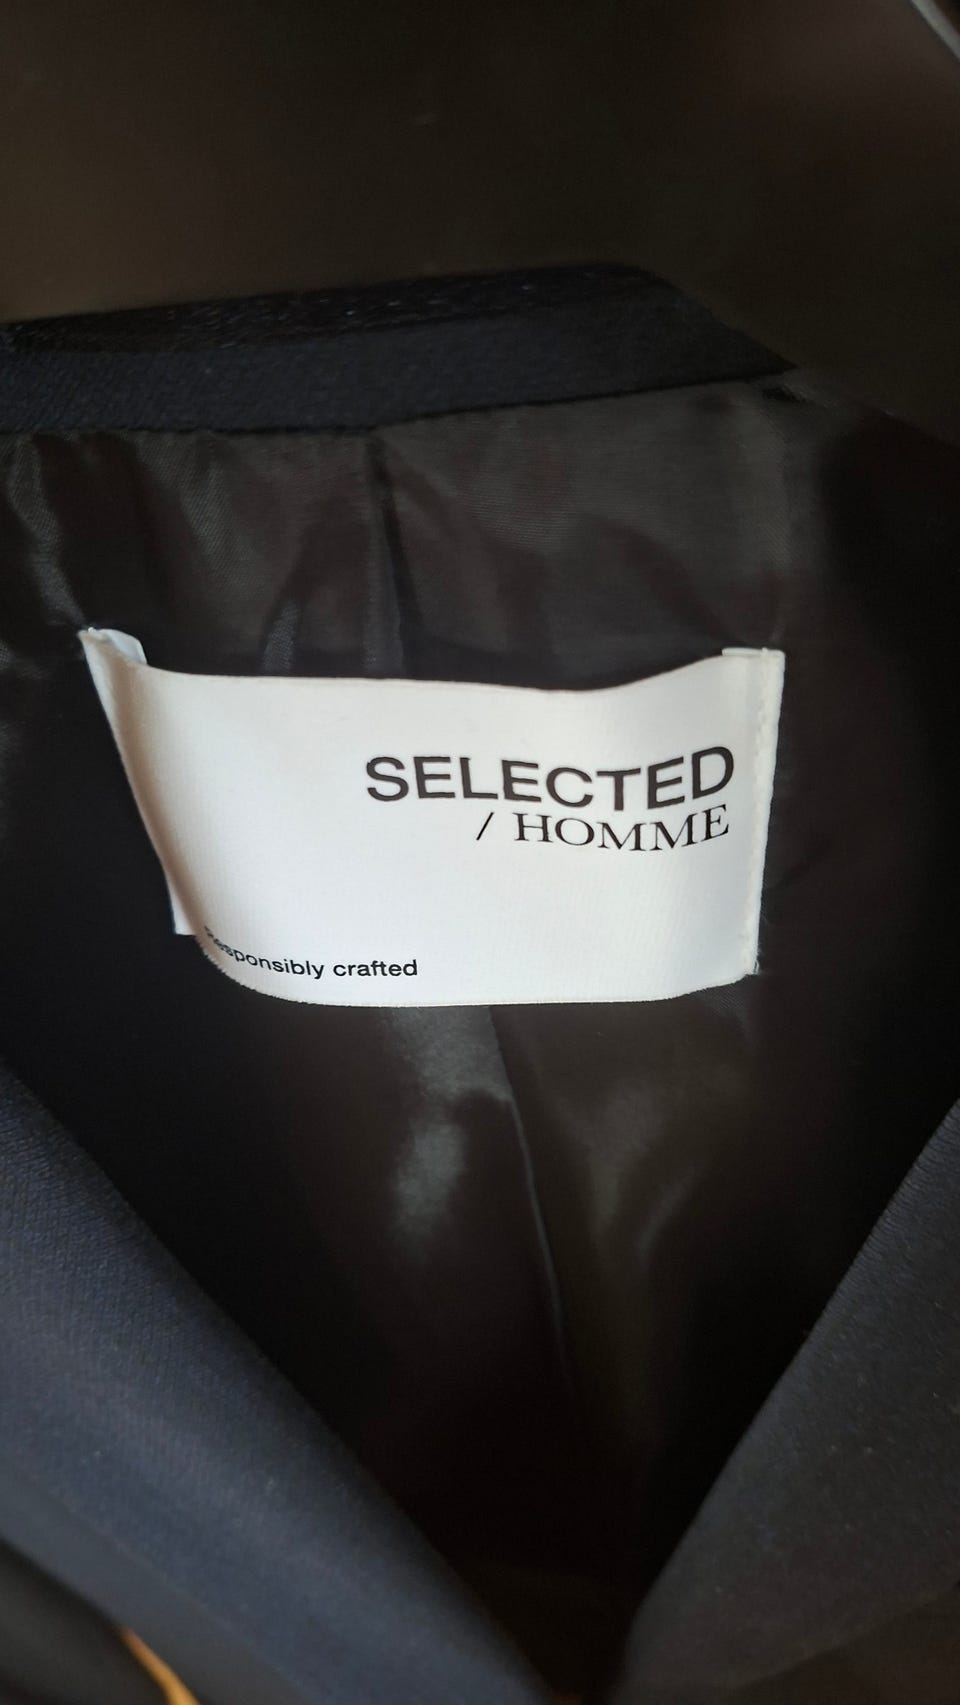 SELECTED
/ HOMME
Responsibly crafted